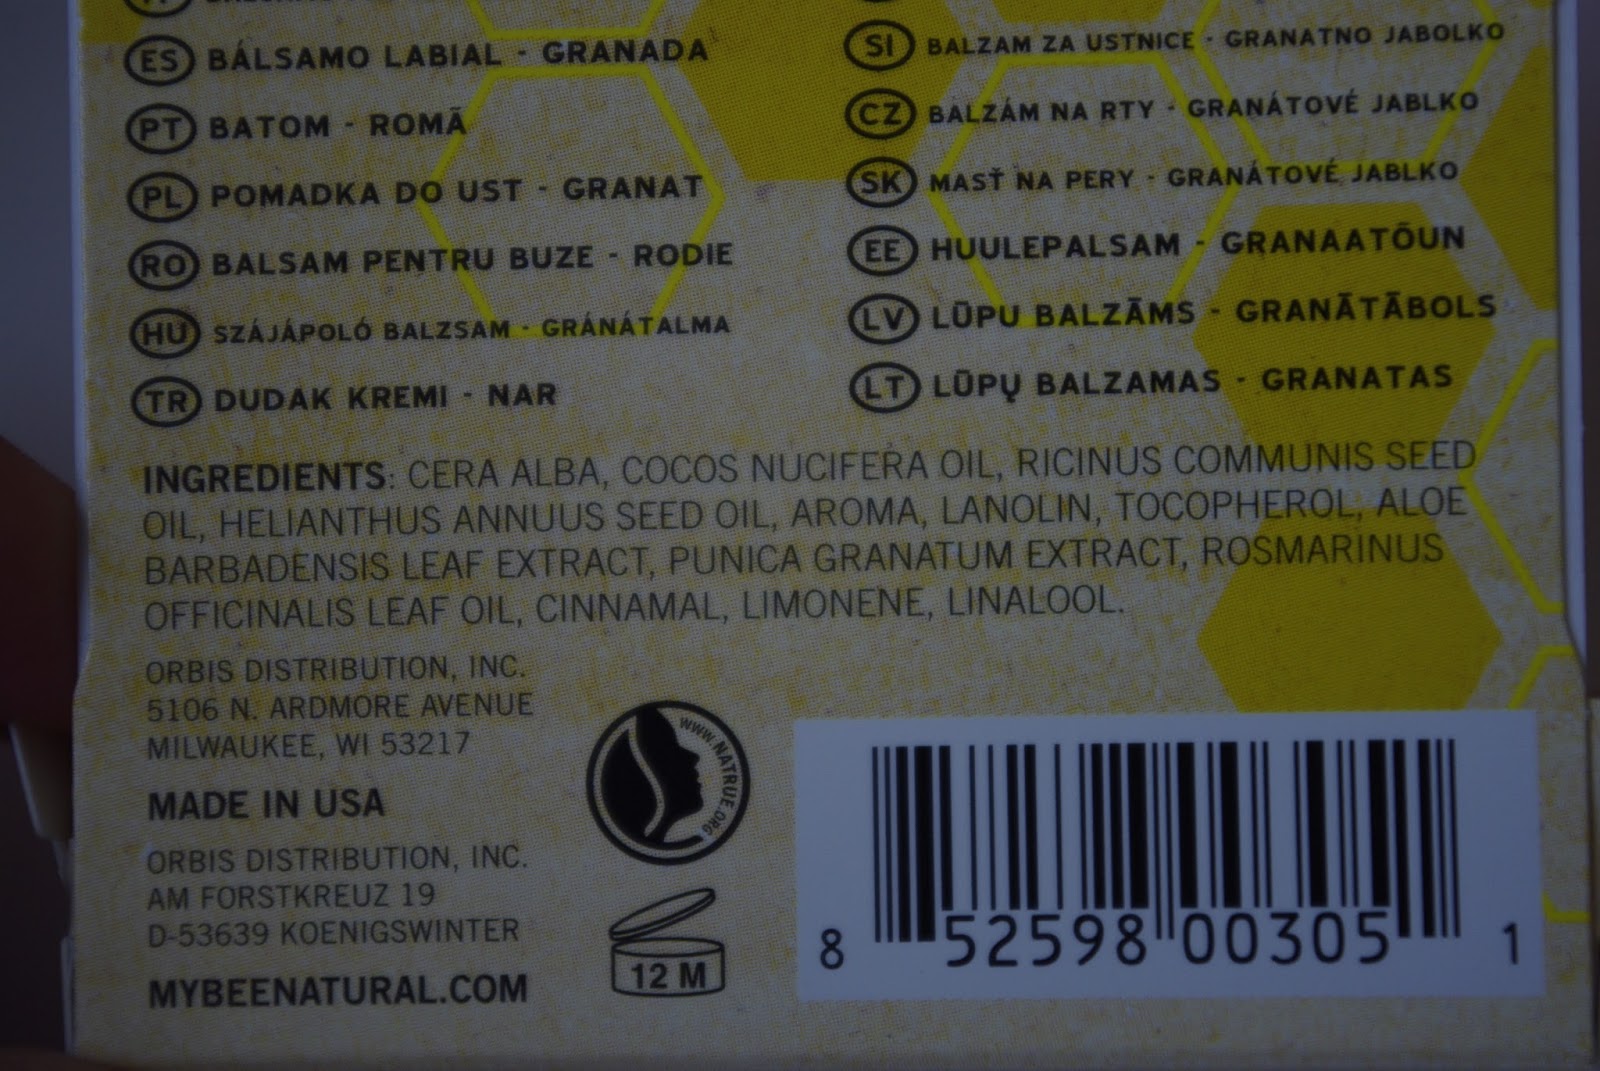 ES BÁLSAMO LABIAL - GRANADA
PT BATOM - ROMÃ
PL POMADKA DO UST - GRANAT
RO BALSAM PENTRU BUZE - RODIE
HU SZÁJÁPOLÓ BALZSAM - GRÁNÁTALMA
TR DUDAK KREMI - NAR
SI BALZAM ZA USTNICE - GRANATNO JABOLKO
CZ BALZÁM NA RTY - GRANÁTOVÉ JABLKO
SK MASŤ NA PERY - GRANÁTOVÉ JABLKO
EE HUULEPALSAM - GRANAATÕUN
LV LŪPU BALZĀMS - GRANĀTĀBOLS
LT LŪPŲ BALZAMAS - GRANATAS
INGREDIENTS: CERA ALBA, COCOS NUCIFERA OIL, RICINUS COMMUNIS SEED
OIL, HELIANTHUS ANNUUS SEED OIL, AROMA, LANOLIN, TOCOPHEROL, ALOE
BARBADENSIS LEAF EXTRACT, PUNICA GRANATUM EXTRACT, ROSMARINUS
OFFICINALIS LEAF OIL, CINNAMAL, LIMONENE, LINALOOL.
ORBIS DISTRIBUTION, INC.
5106 N. ARDMORE AVENUE
MILWAUKEE, WI 53217
MADE IN USA
ORBIS DISTRIBUTION, INC.
AM FORSTKREUZ 19
D-53639 KOENIGSWINTER
MYBEENATURAL.COM
WWW.NATRUE.ORG
12 M
8 52598 00305 1